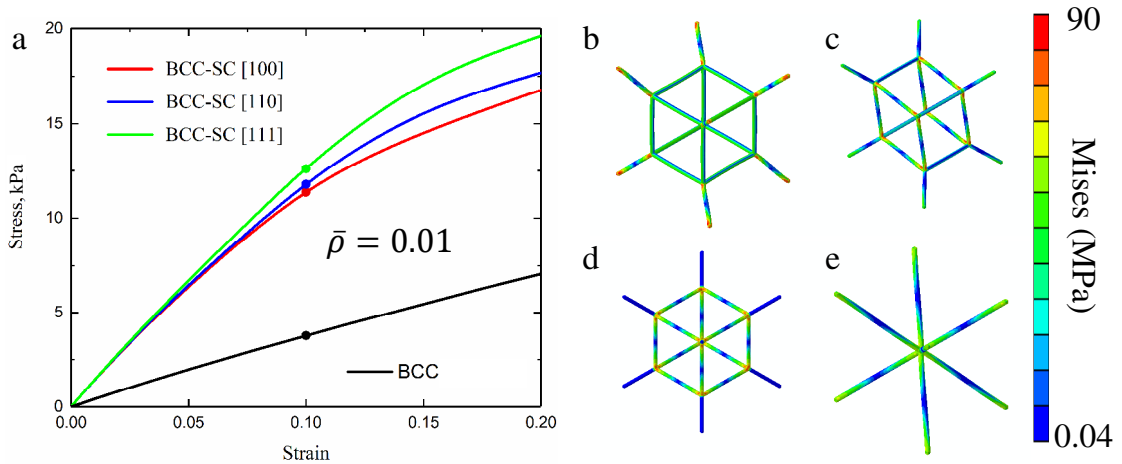 a
20
15
10
5
0
Stress, kPa
BCC-SC [100]
BCC-SC [110]
BCC-SC [111]
ρ̄ = 0.01
BCC
0.00
0.05
0.10
0.15
0.20
Strain
b
c
d
e
90
Mises (MPa)
0.04